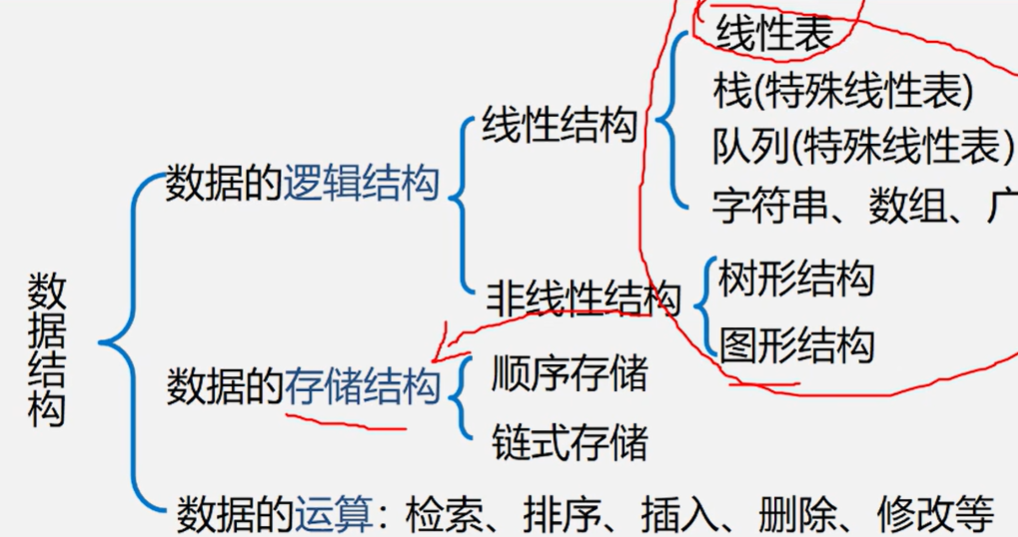 线性表
栈(特殊线性表)
线性结构
队列(特殊线性表)
数据的逻辑结构
字符串、数组、广
树形结构
非线性结构
图形结构
数据结构
顺序存储
数据的存储结构
链式存储
数据的运算：检索、排序、插入、删除、修改等